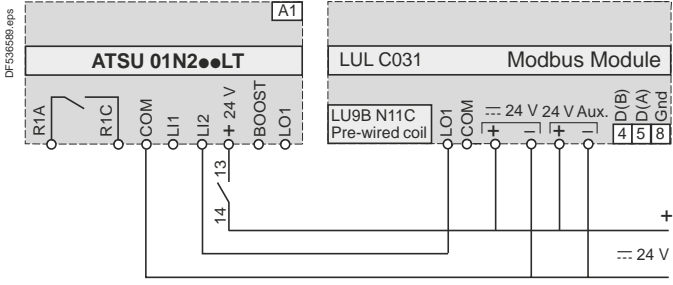 DF536589.eps
A1
ATSU 01N2●●LT
LUL C031 Modbus Module
R1A
R1C
COM
LI1
LI2
+ 24 V
BOOST
LO1
LU9B N11C
Pre-wired coil
LO1
COM
⎓ 24 V
24 V Aux.
+ – + –
D(B)
D(A)
Gnd
4 5 8
13
14
+
⎓ 24 V